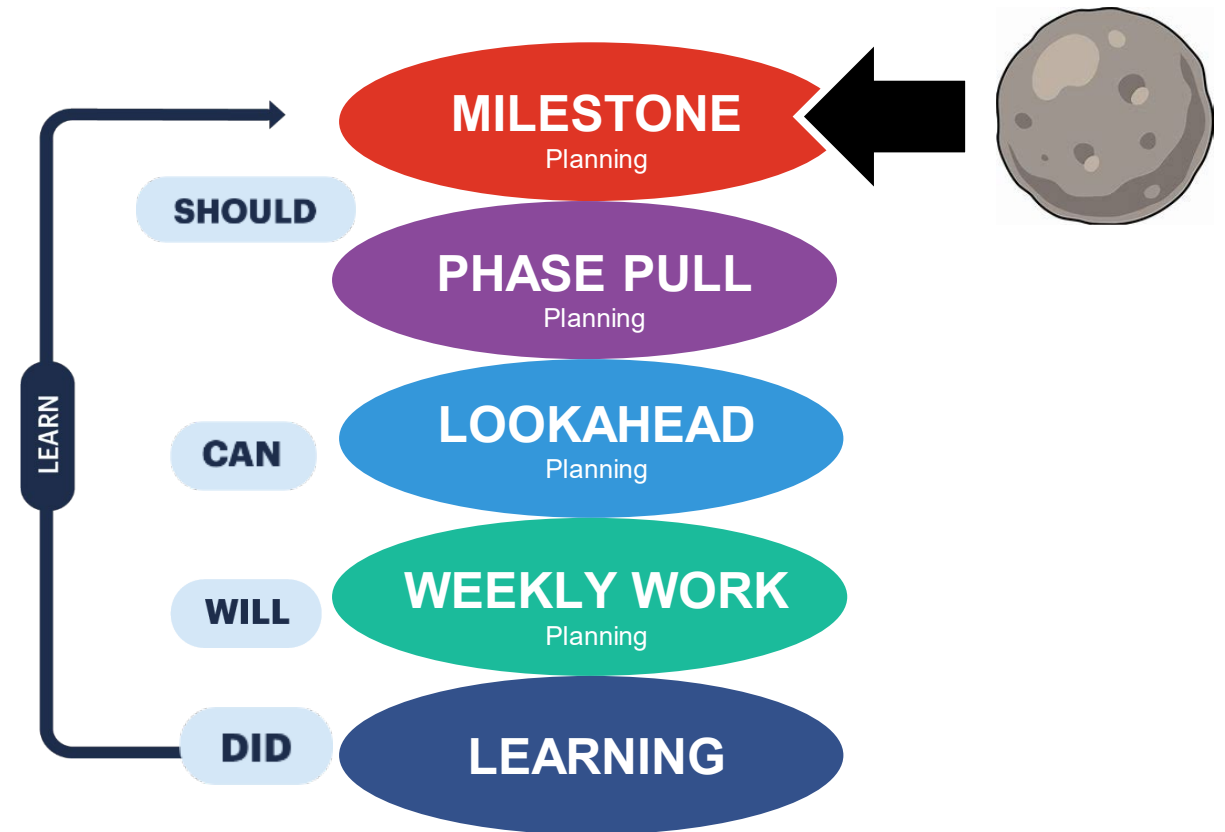 MILESTONE
Planning
SHOULD
PHASE PULL
Planning
LEARN
CAN
LOOKAHEAD
Planning
WILL
WEEKLY WORK
Planning
DID
LEARNING